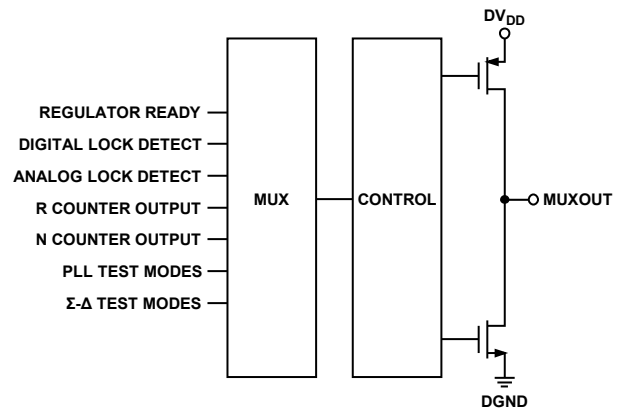 DVDD
REGULATOR READY
DIGITAL LOCK DETECT
ANALOG LOCK DETECT
R COUNTER OUTPUT
N COUNTER OUTPUT
PLL TEST MODES
Σ-Δ TEST MODES
MUX
CONTROL
MUXOUT
DGND